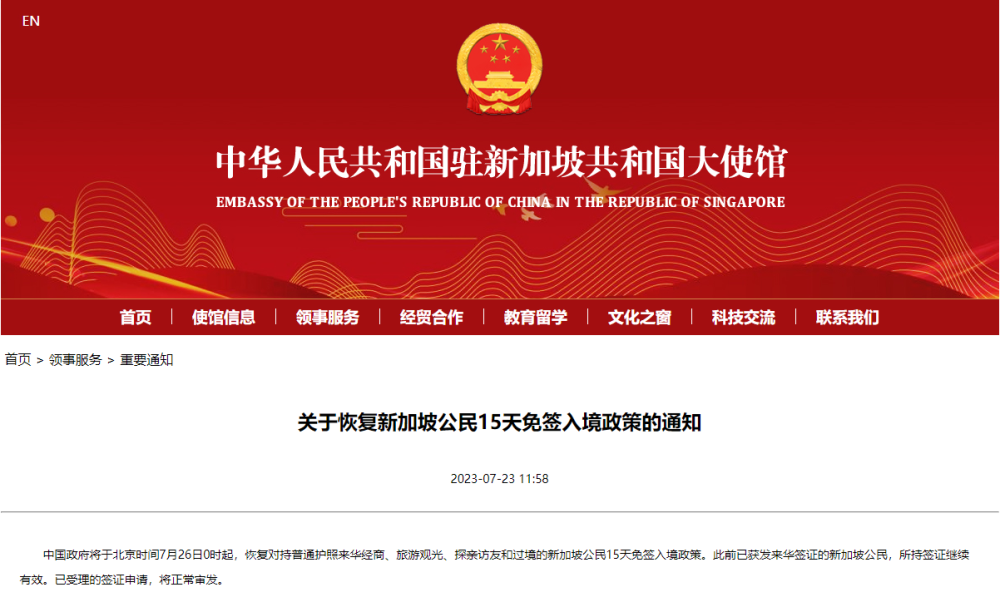 EN
中华人民共和国驻新加坡共和国大使馆
EMBASSY OF THE PEOPLE'S REPUBLIC OF CHINA IN THE REPUBLIC OF SINGAPORE
首页 | 使馆信息 | 领事服务 | 经贸合作 | 教育留学 | 文化之窗 | 科技交流 | 联系我们
首页 > 领事服务 > 重要通知
关于恢复新加坡公民15天免签入境政策的通知
2023-07-23 11:58
中国政府将于北京时间7月26日0时起，恢复对持普通护照来华经商、旅游观光、探亲访友和过境的新加坡公民15天免签入境政策。此前已获发来华签证的新加坡公民，所持签证继续
有效。已受理的签证申请，将正常审发。